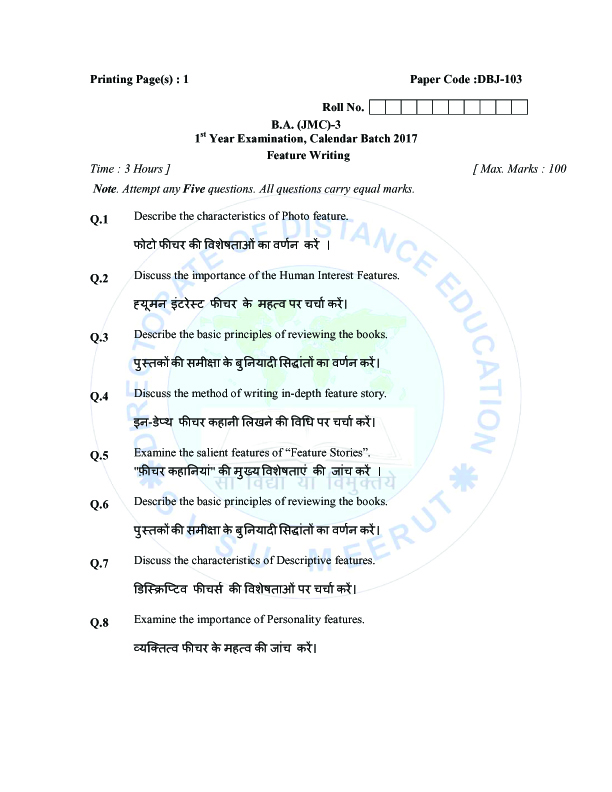 Printing Page(s) : 1 Paper Code :DBJ-103
Roll No.
B.A. (JMC)-3
1st Year Examination, Calendar Batch 2017
Feature Writing
Time : 3 Hours ] [ Max. Marks : 100
Note. Attempt any Five questions. All questions carry equal marks.
Q.1 Describe the characteristics of Photo feature.
फोटो फीचर की विशेषताओं का वर्णन करें ।
Q.2 Discuss the importance of the Human Interest Features.
ह्यूमन इंटरेस्ट फीचर के महत्व पर चर्चा करें।
Q.3 Describe the basic principles of reviewing the books.
पुस्तकों की समीक्षा के बुनियादी सिद्धांतों का वर्णन करें।
Q.4 Discuss the method of writing in-depth feature story.
इन-डेप्थ फीचर कहानी लिखने की विधि पर चर्चा करें।
Q.5 Examine the salient features of “Feature Stories”.
"फ़ीचर कहानियां" की मुख्य विशेषताएं की जांच करें ।
Q.6 Describe the basic principles of reviewing the books.
पुस्तकों की समीक्षा के बुनियादी सिद्धांतों का वर्णन करें।
Q.7 Discuss the characteristics of Descriptive features.
डिस्क्रिप्टिव फीचर्स की विशेषताओं पर चर्चा करें।
Q.8 Examine the importance of Personality features.
व्यक्तित्व फीचर के महत्व की जांच करें।
DIRECTORATE OF DISTANCE EDUCATION
सा विद्या या विमुक्तये
S V S U MEERUT